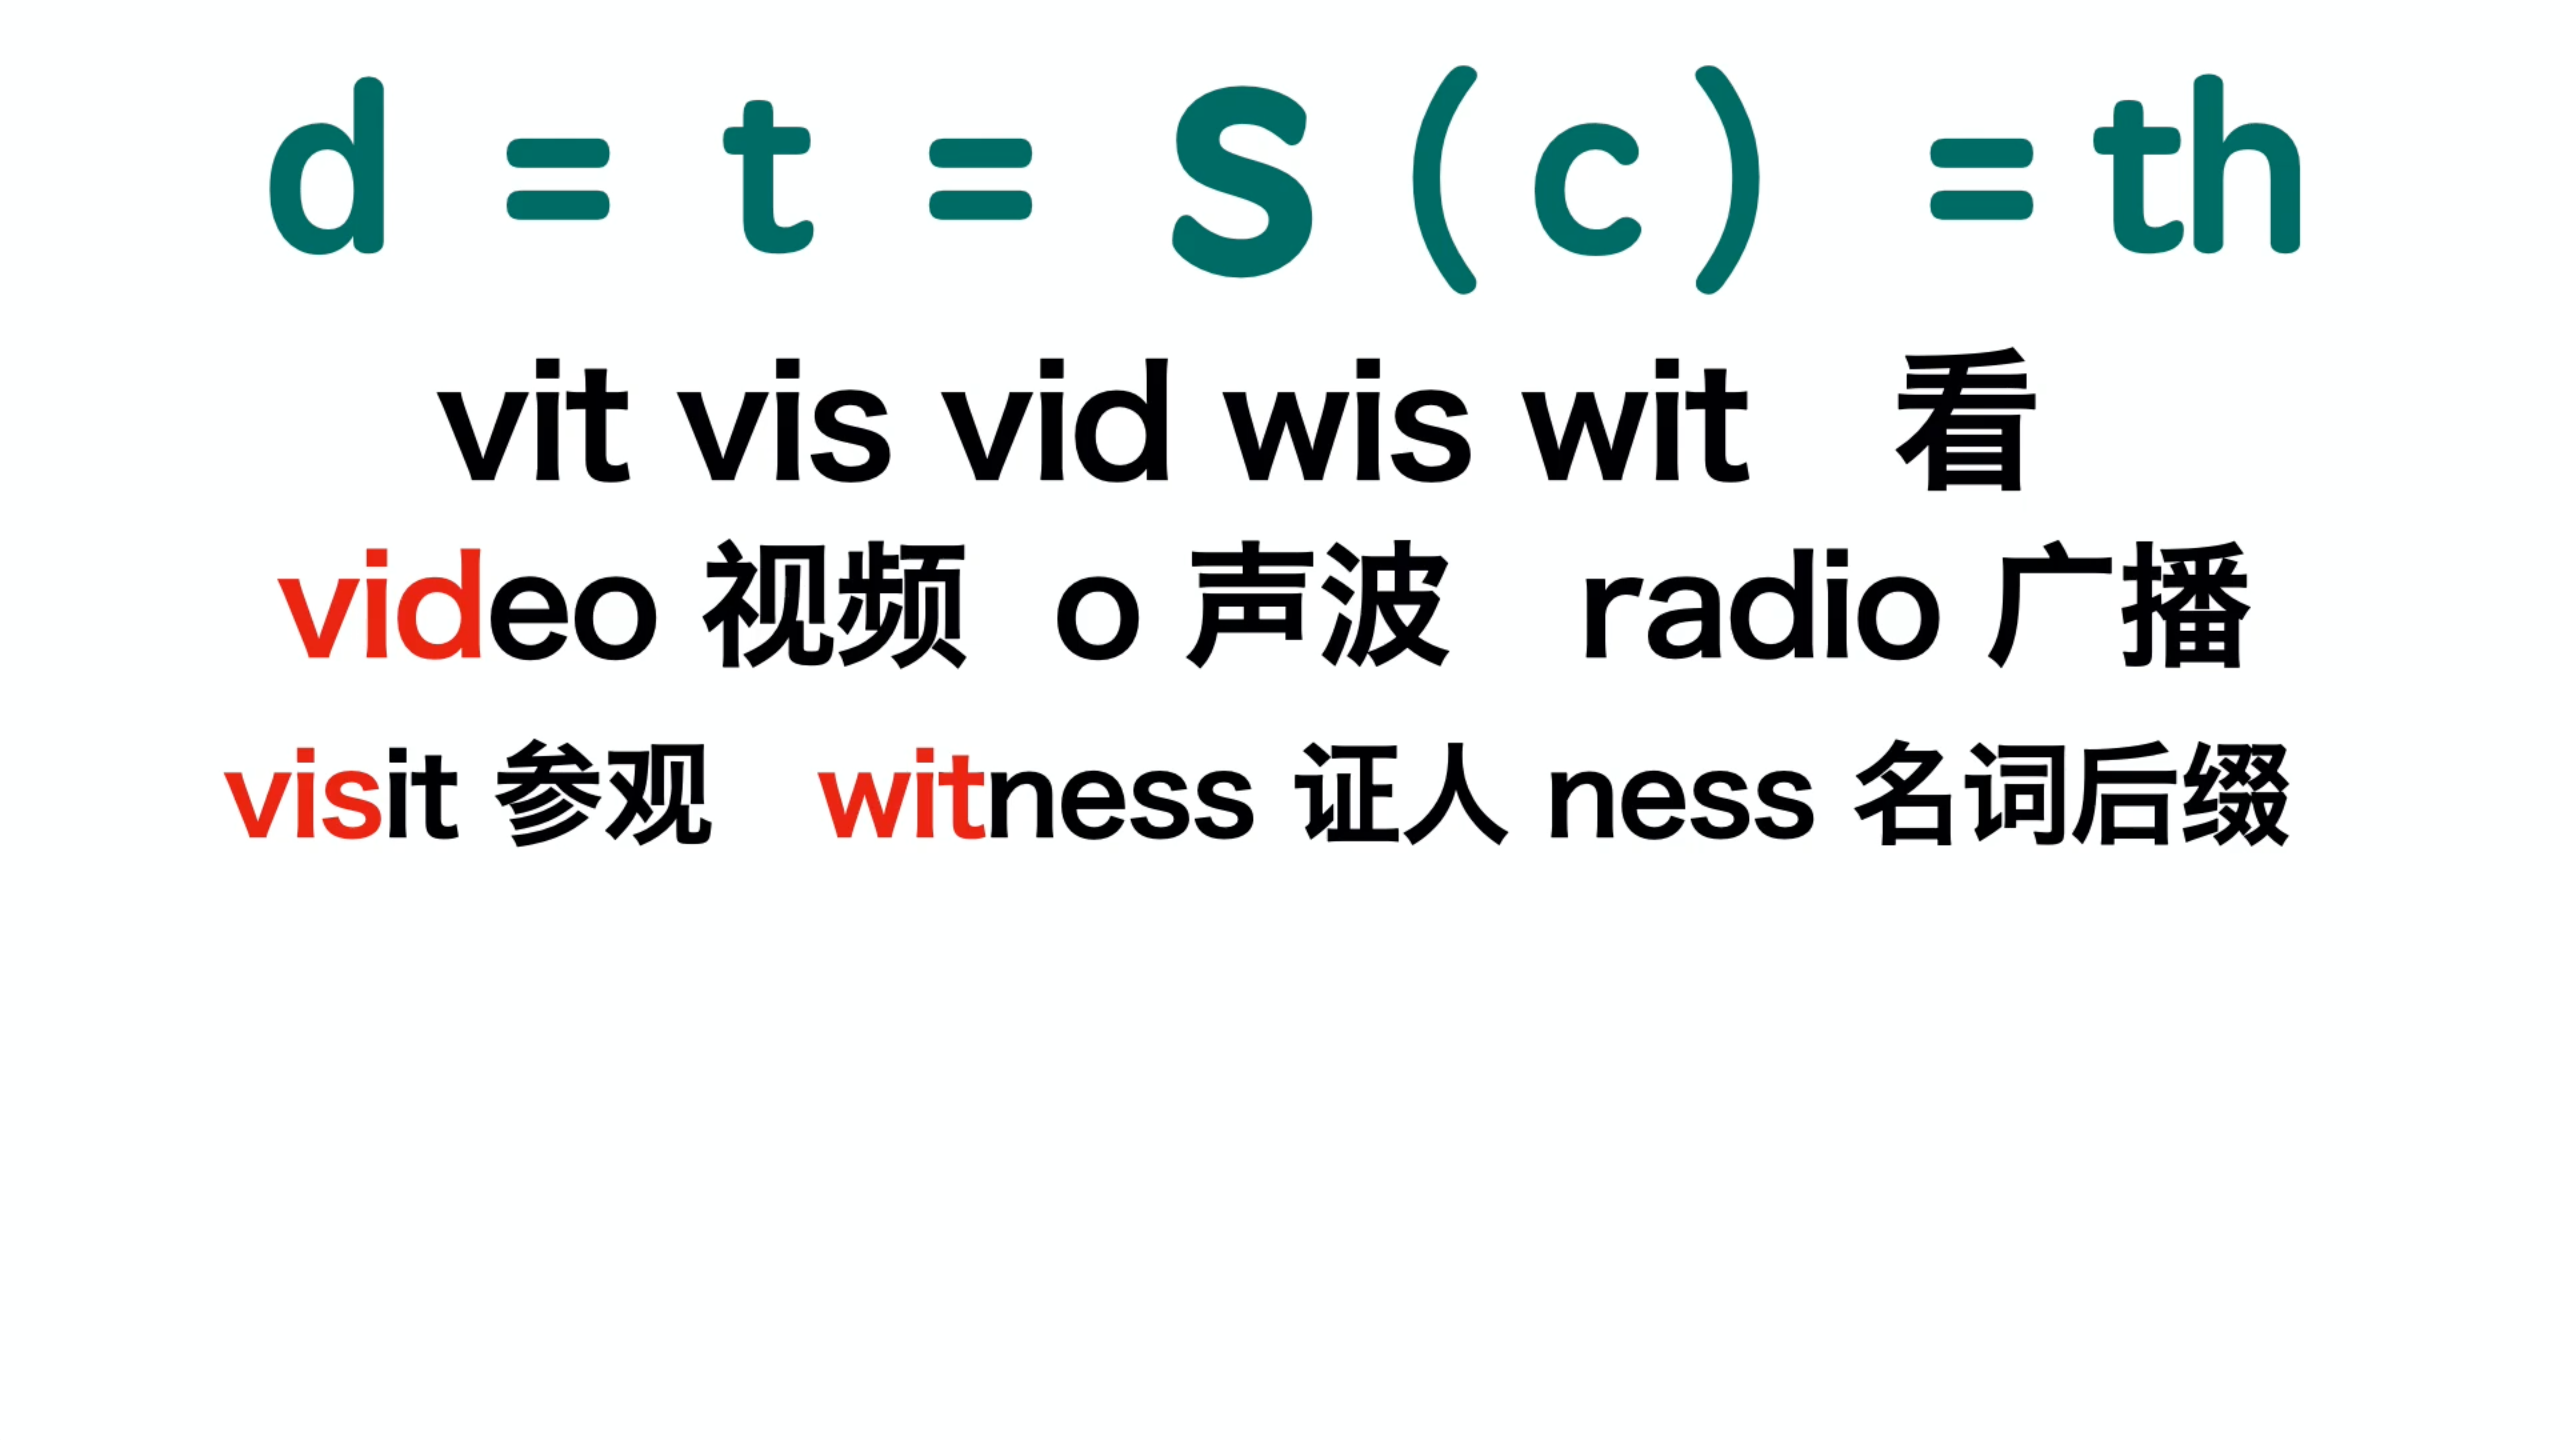 d = t = s (c) = th
vit vis vid wis wit 看
video 视频 o 声波 radio 广播
visit 参观 witness 证人 ness 名词后缀